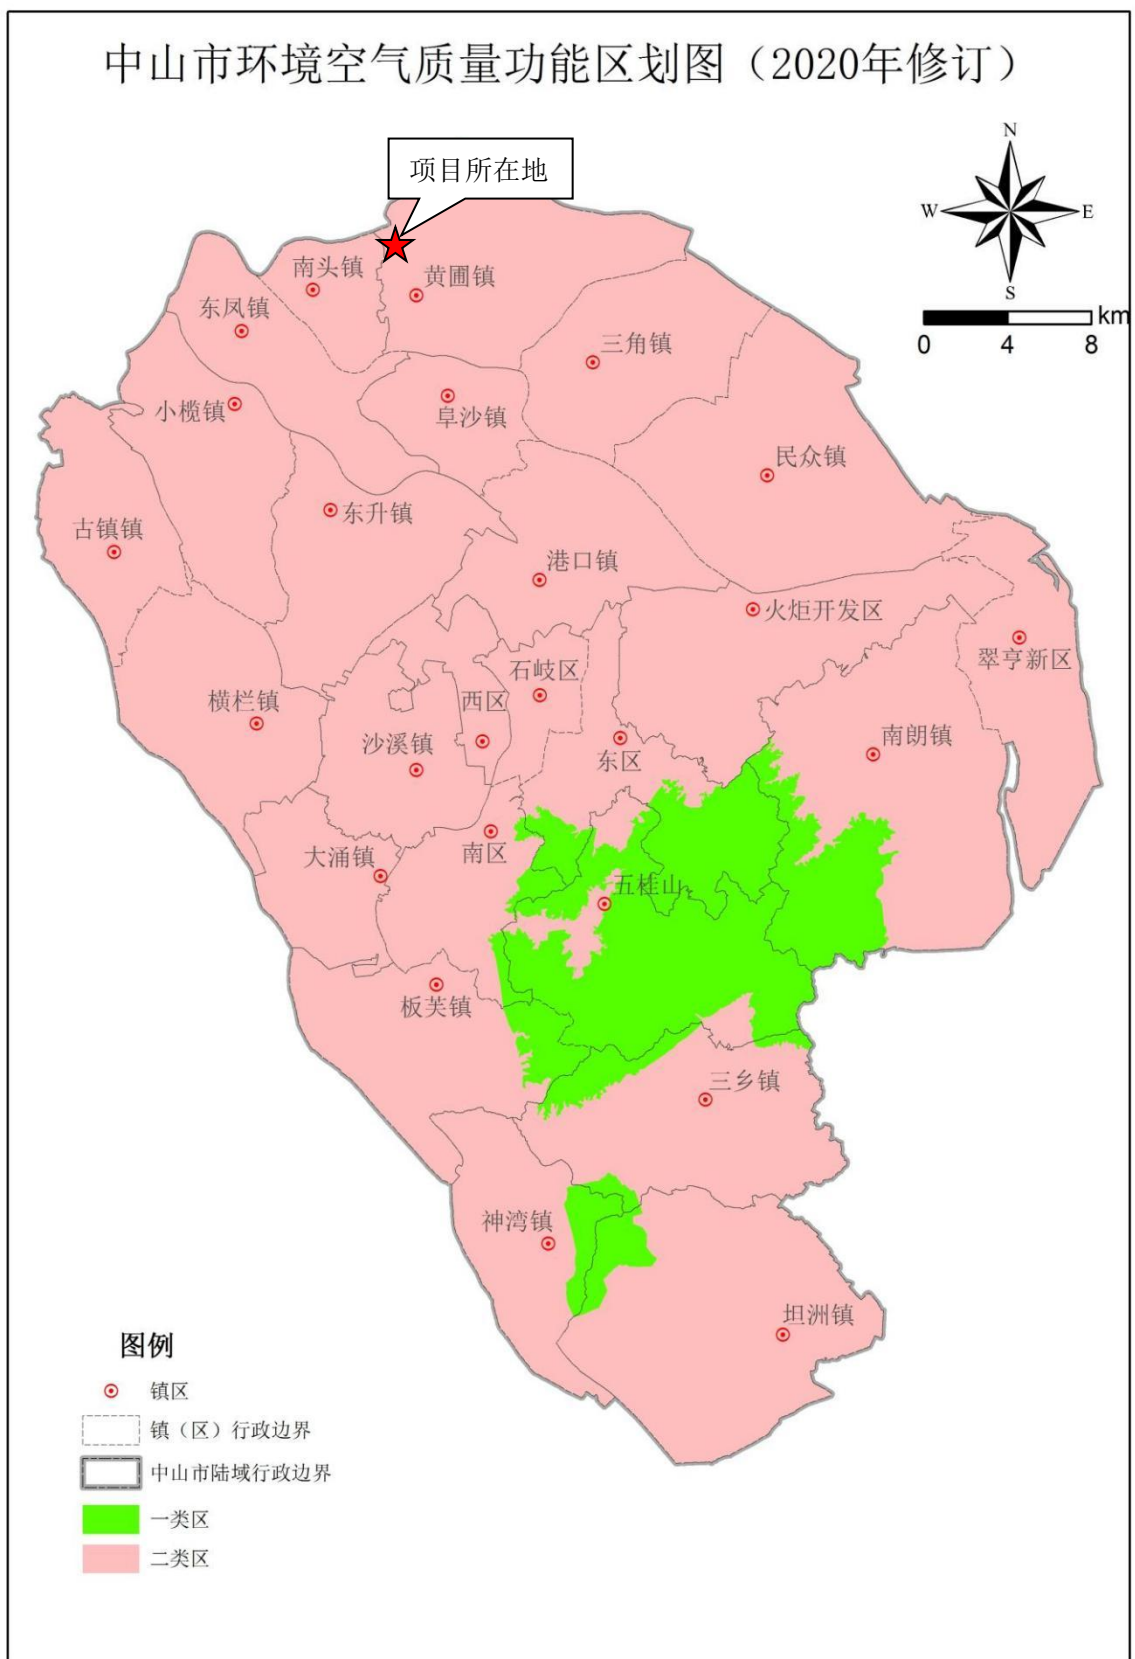 中山市环境空气质量功能区划图（2020年修订）
N
项目所在地
W
E
S
km
0 4 8
南头镇
黄圃镇
东凤镇
三角镇
小榄镇
阜沙镇
民众镇
东升镇
古镇镇
港口镇
火炬开发区
翠亨新区
石岐区
横栏镇
西区
沙溪镇
东区
南朗镇
南区
大涌镇
五桂山
板芙镇
三乡镇
神湾镇
坦洲镇
图例
镇区
镇（区）行政边界
中山市陆域行政边界
一类区
二类区